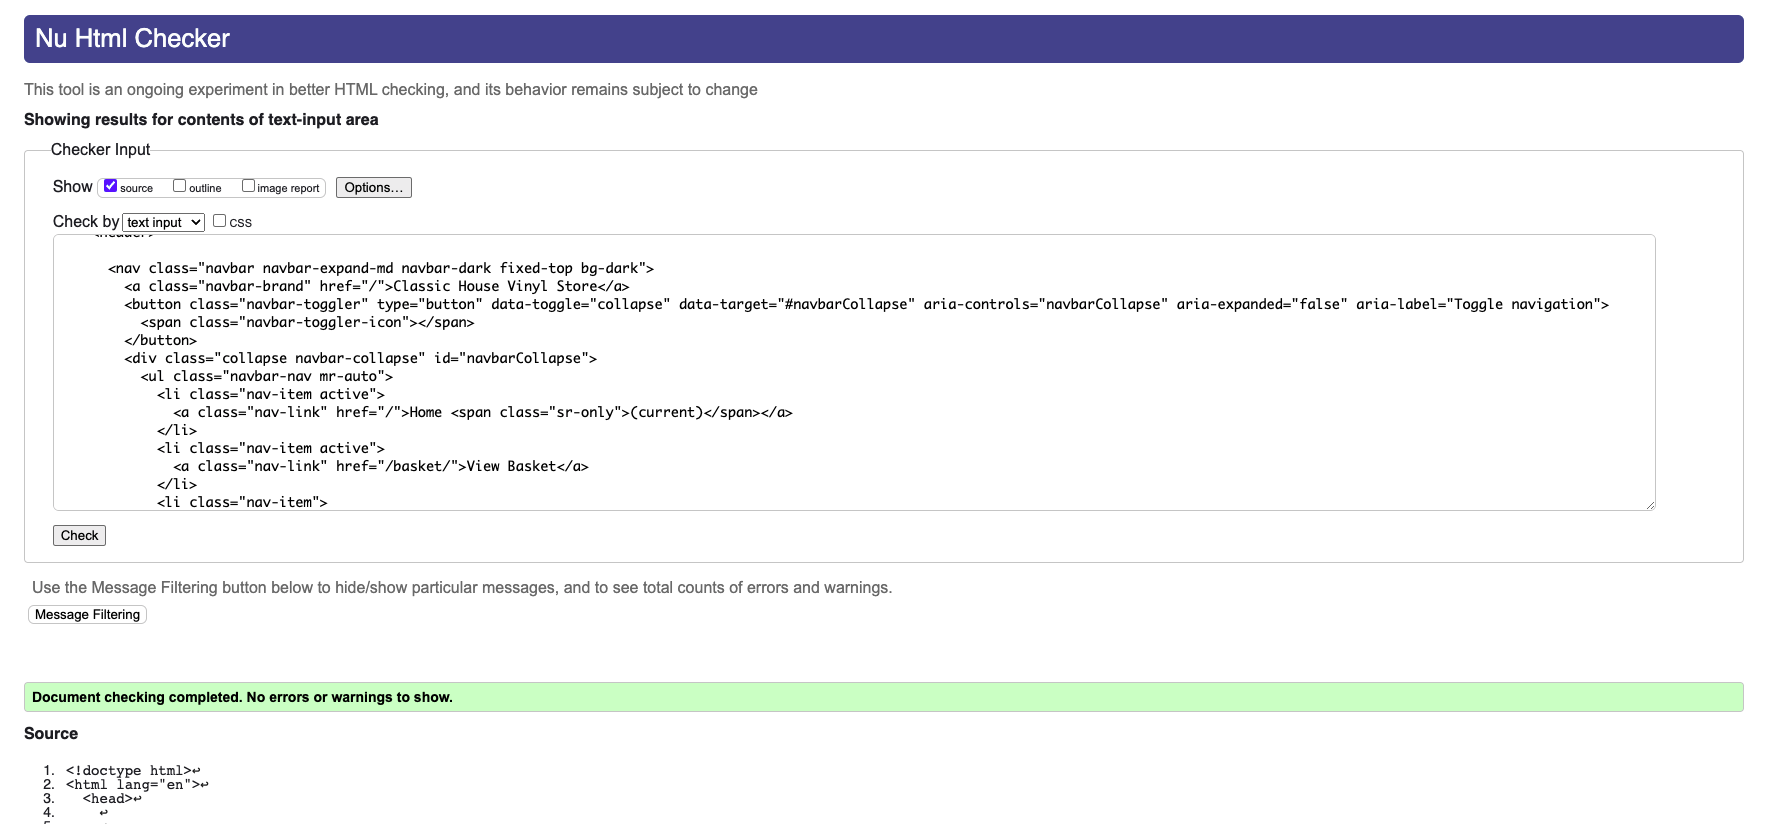 Nu Html Checker
This tool is an ongoing experiment in better HTML checking, and its behavior remains subject to change
Showing results for contents of text-input area
Checker Input
Show source outline image report Options...
Check by text input css
<header>
<nav class="navbar navbar-expand-md navbar-dark fixed-top bg-dark">
<a class="navbar-brand" href="/">Classic House Vinyl Store</a>
<button class="navbar-toggler" type="button" data-toggle="collapse" data-target="#navbarCollapse" aria-controls="navbarCollapse" aria-expanded="false" aria-label="Toggle navigation">
<span class="navbar-toggler-icon"></span>
</button>
<div class="collapse navbar-collapse" id="navbarCollapse">
<ul class="navbar-nav mr-auto">
<li class="nav-item active">
<a class="nav-link" href="/">Home <span class="sr-only">(current)</span></a>
</li>
<li class="nav-item active">
<a class="nav-link" href="/basket/">View Basket</a>
</li>
<li class="nav-item">
Check
Use the Message Filtering button below to hide/show particular messages, and to see total counts of errors and warnings.
Message Filtering
Document checking completed. No errors or warnings to show.
Source
1. <!doctype html>↩
2. <html lang="en">↩
3. <head>↩
4. ↩